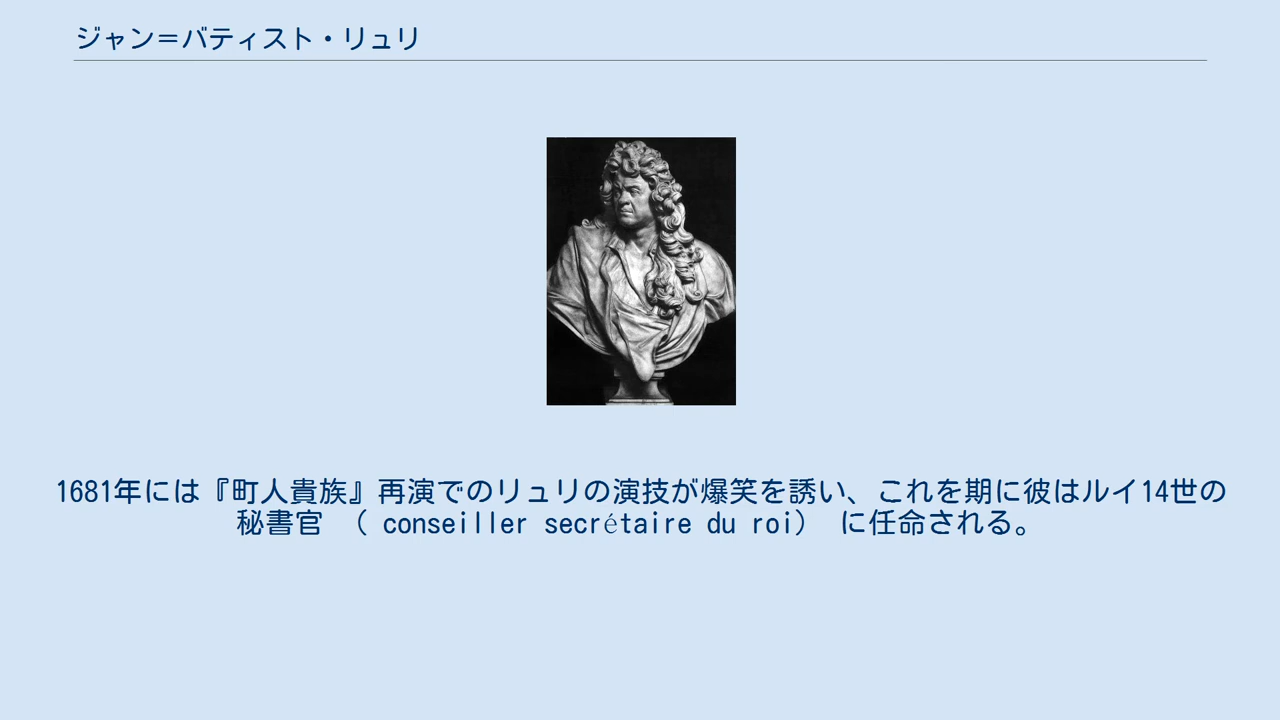 ジャン＝バティスト・リュリ
1681年には『町人貴族』再演でのリュリの演技が爆笑を誘い、これを期に彼はルイ14世の
秘書官 （ conseiller secrétaire du roi） に任命される。